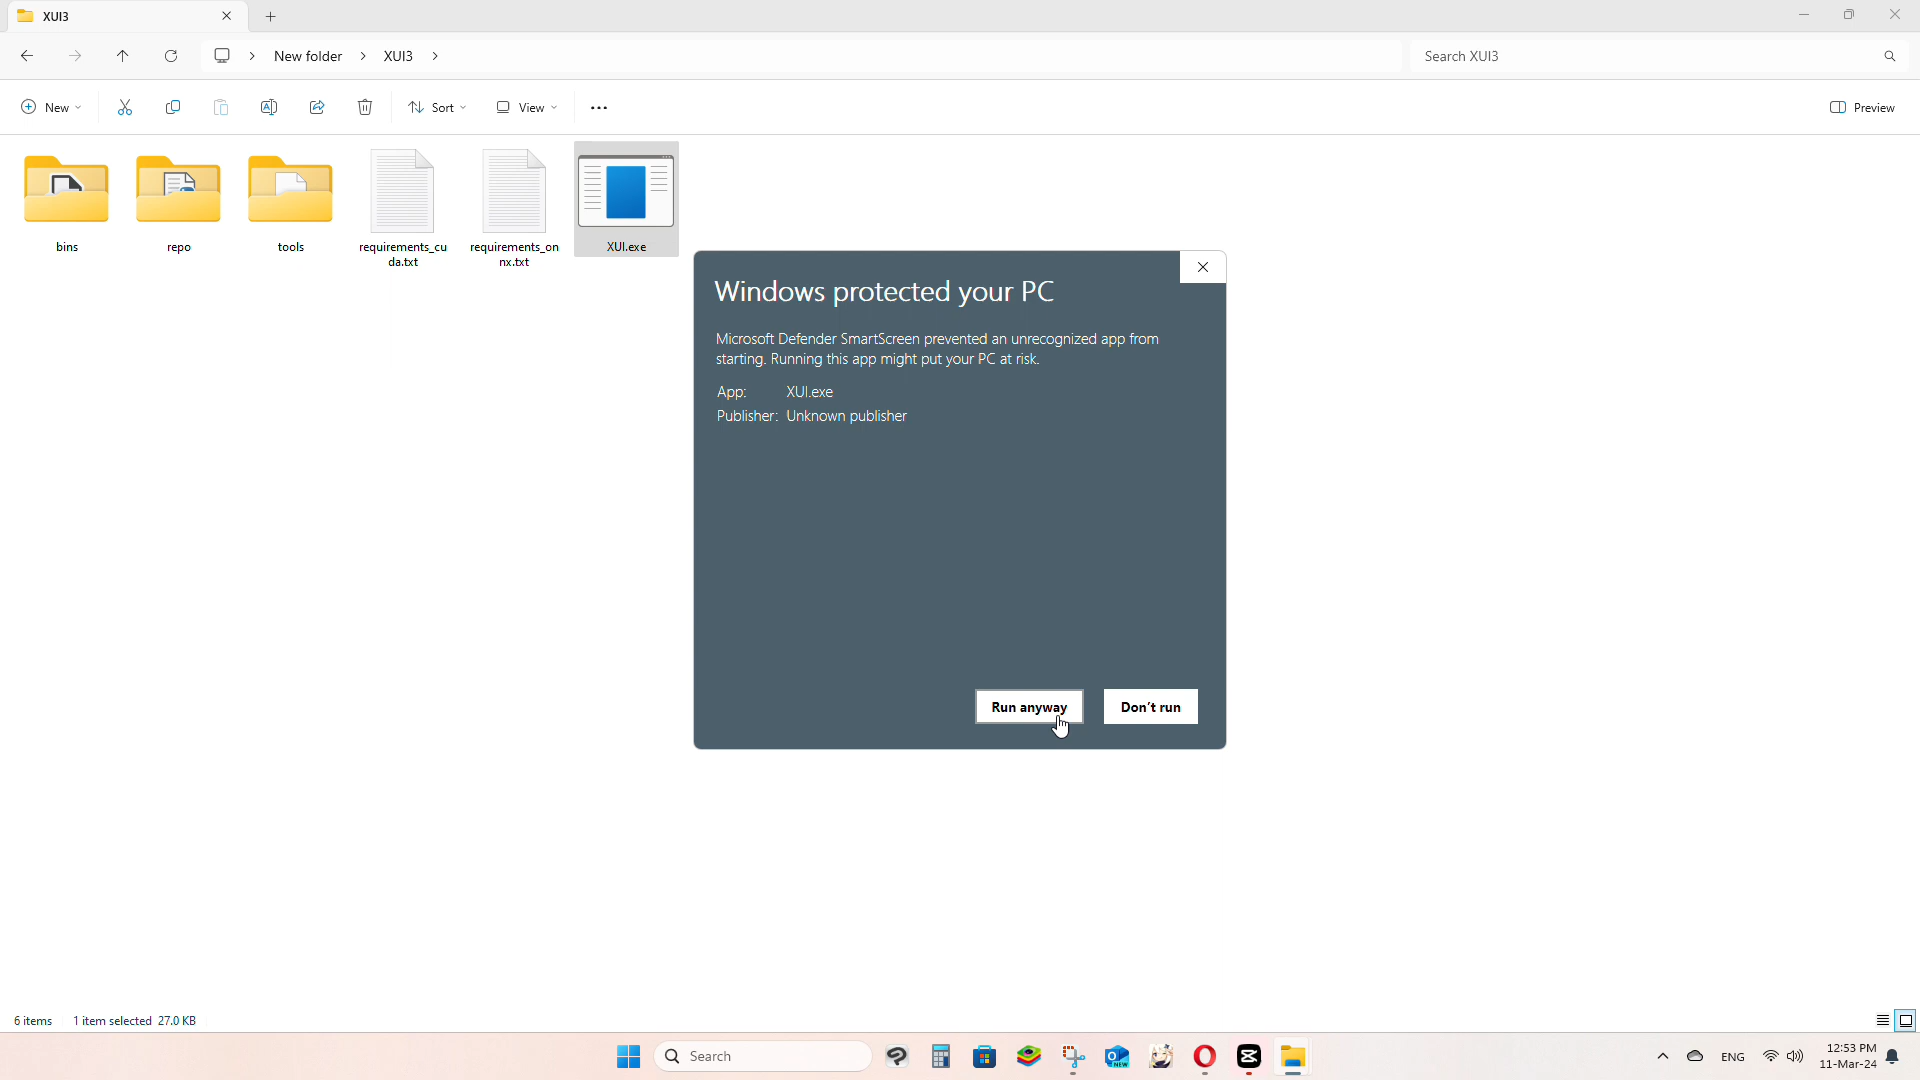 XUI3
New folder
XUI3
Search XUI3
New
Sort
View
Preview
bins
repo
tools
requirements_cu
da.txt
requirements_on
nx.txt
XUI.exe
Windows protected your PC
Microsoft Defender SmartScreen prevented an unrecognized app from
starting. Running this app might put your PC at risk.
App: XUI.exe
Publisher: Unknown publisher
Run anyway
Don't run
6 items 1 item selected 27.0 KB
Search
NEW
ENG
12:53 PM
11-Mar-24